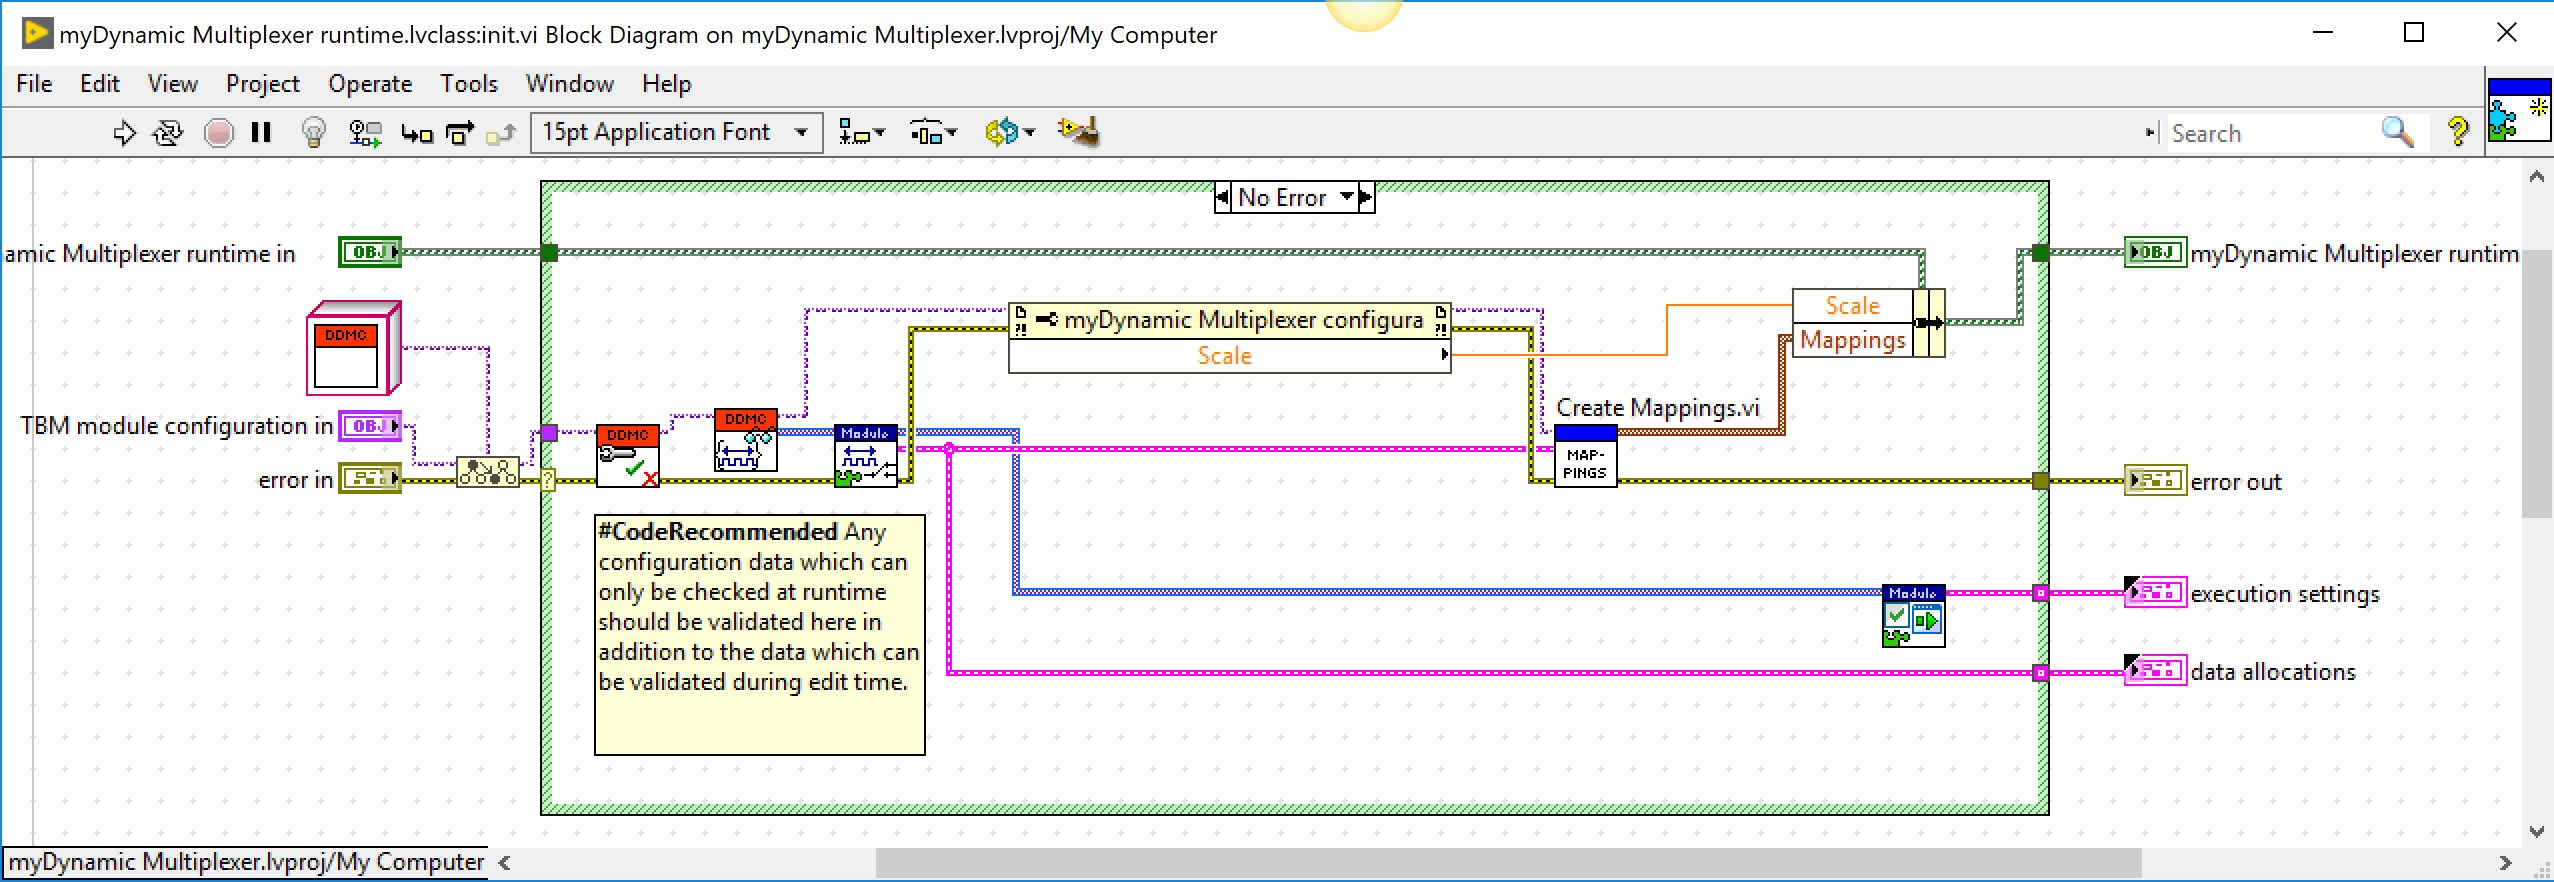 myDynamic Multiplexer runtime.lvclass:init.vi Block Diagram on myDynamic Multiplexer.lvproj/My Computer
File Edit View Project Operate Tools Window Help
15pt Application Font
Search
?
No Error
amic Multiplexer runtime in
OBJ
OBJ
myDynamic Multiplexer runtim
DDMC
myDynamic Multiplexer configura
Scale
Scale
Mappings
TBM module configuration in
OBJ
DDMC
DDMC
Module
Create Mappings.vi
MAP-
PINGS
error in
?
error out
#CodeRecommended Any
configuration data which can
only be checked at runtime
should be validated here in
addition to the data which can
be validated during edit time.
Module
execution settings
data allocations
myDynamic Multiplexer.lvproj/My Computer